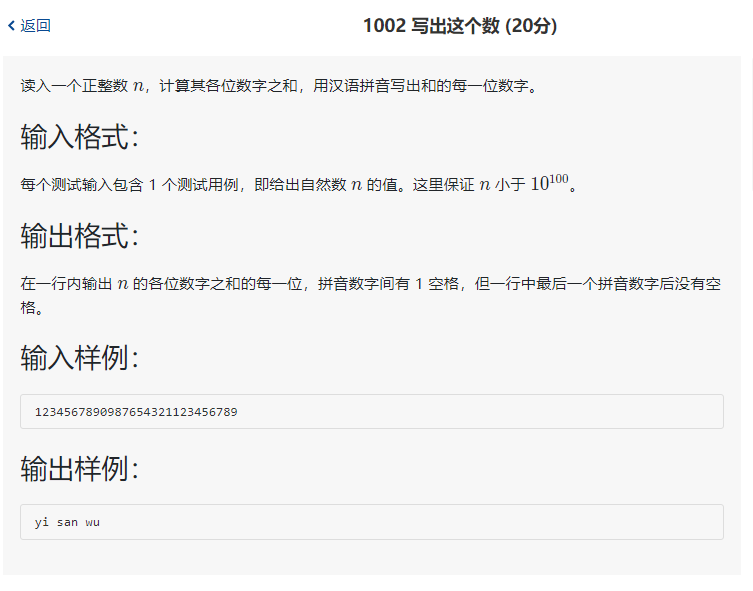 返回
1002 写出这个数 (20分)
读入一个正整数 n，计算其各位数字之和，用汉语拼音写出和的每一位数字。
输入格式：
每个测试输入包含 1 个测试用例，即给出自然数 n 的值。这里保证 n 小于 10^100。
输出格式：
在一行内输出 n 的各位数字之和的每一位，拼音数字间有 1 空格，但一行中最后一个拼音数字后没有空
格。
输入样例：
1234567890987654321123456789
输出样例：
yi san wu